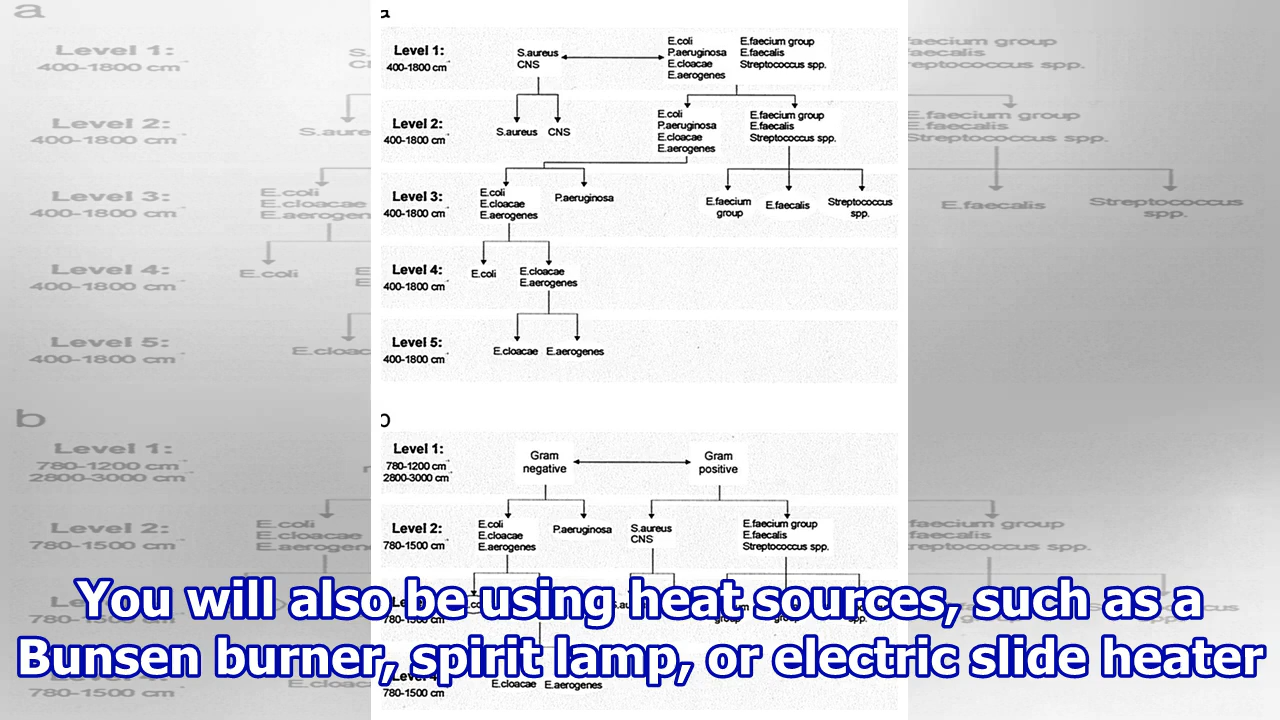 a
Level 1:
400-1800 cm⁻
S.aureus
CNS
E.coli
P.aeruginosa
E.cloacae
E.aerogenes
E.faecium group
E.faecalis
Streptococcus spp.
Level 2:
400-1800 cm⁻
S.aureus CNS
E.coli
P.aeruginosa
E.cloacae
E.aerogenes
E.faecium group
E.faecalis
Streptococcus spp.
Level 3:
400-1800 cm⁻
E.coli
E.cloacae
E.aerogenes
P.aeruginosa
E.faecium
group
E.faecalis
Streptococcus
spp.
Level 4:
400-1800 cm⁻
E.coli
E.cloacae
E.aerogenes
Level 5:
400-1800 cm⁻
E.cloacae E.aerogenes
b
Level 1:
780-1200 cm⁻
2800-3000 cm⁻
Gram
negative
Gram
positive
Level 2:
780-1500 cm⁻
E.coli
E.cloacae
E.aerogenes
P.aeruginosa
S.aureus
CNS
E.faecium group
E.faecalis
Streptococcus spp.
group
spp.
780-1500 cm⁻
E.cloacae E.aerogenes
You will also be using heat sources, such as a
Bunsen burner, spirit lamp, or electric slide heater